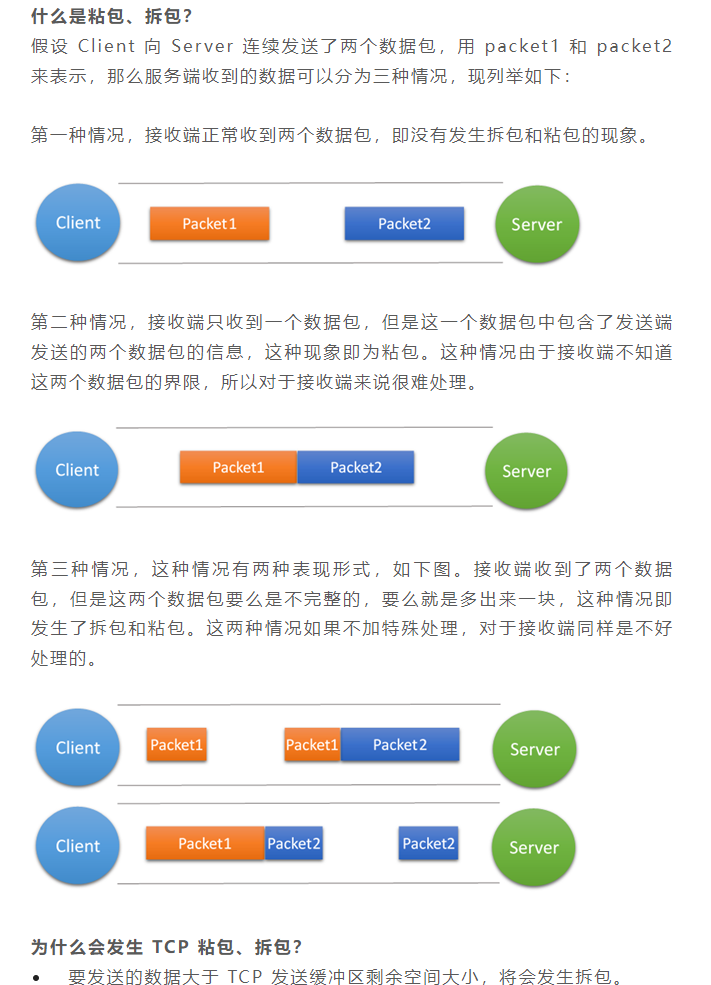 什么是粘包、拆包？
假设 Client 向 Server 连续发送了两个数据包，用 packet1 和 packet2
来表示，那么服务端收到的数据可以分为三种情况，现列举如下：
第一种情况，接收端正常收到两个数据包，即没有发生拆包和粘包的现象。
Client Packet1 Packet2 Server
第二种情况，接收端只收到一个数据包，但是这一个数据包中包含了发送端
发送的两个数据包的信息，这种现象即为粘包。这种情况由于接收端不知道
这两个数据包的界限，所以对于接收端来说很难处理。
Client Packet1 Packet2 Server
第三种情况，这种情况有两种表现形式，如下图。接收端收到了两个数据
包，但是这两个数据包要么是不完整的，要么就是多出来一块，这种情况即
发生了拆包和粘包。这两种情况如果不加特殊处理，对于接收端同样是不好
处理的。
Client Packet1 Packet1 Packet2 Server
Client Packet1 Packet2 Packet2 Server
为什么会发生 TCP 粘包、拆包？
• 要发送的数据大于 TCP 发送缓冲区剩余空间大小，将会发生拆包。